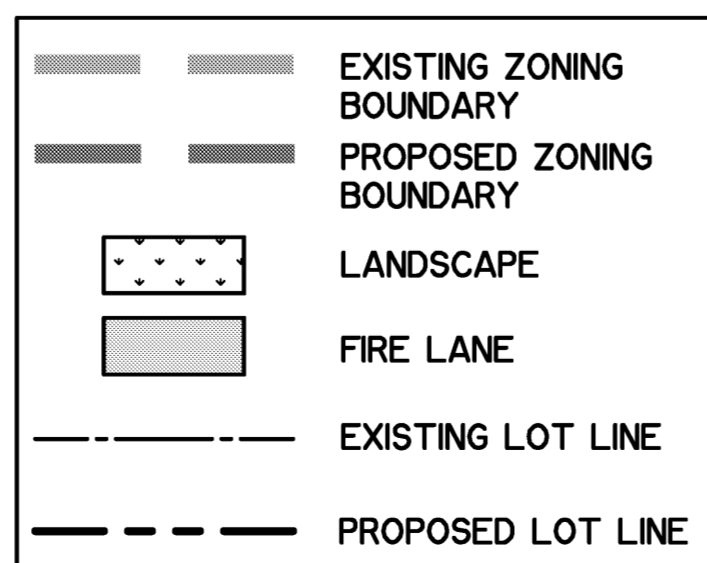 EXISTING ZONING
BOUNDARY
PROPOSED ZONING
BOUNDARY
LANDSCAPE
FIRE LANE
EXISTING LOT LINE
PROPOSED LOT LINE